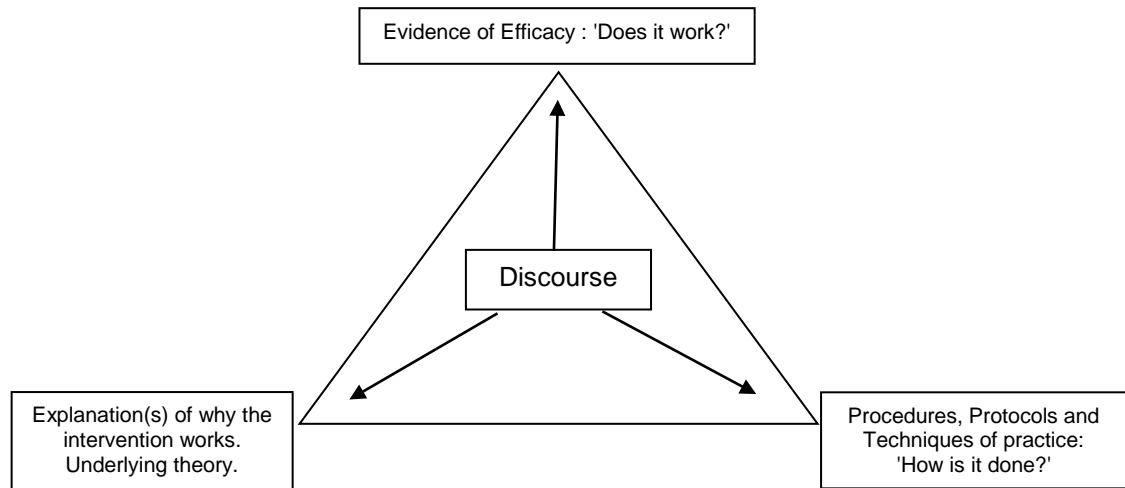 Evidence of Efficacy : 'Does it work?'
Discourse
Explanation(s) of why the
intervention works.
Underlying theory.
Procedures, Protocols and
Techniques of practice:
'How is it done?'